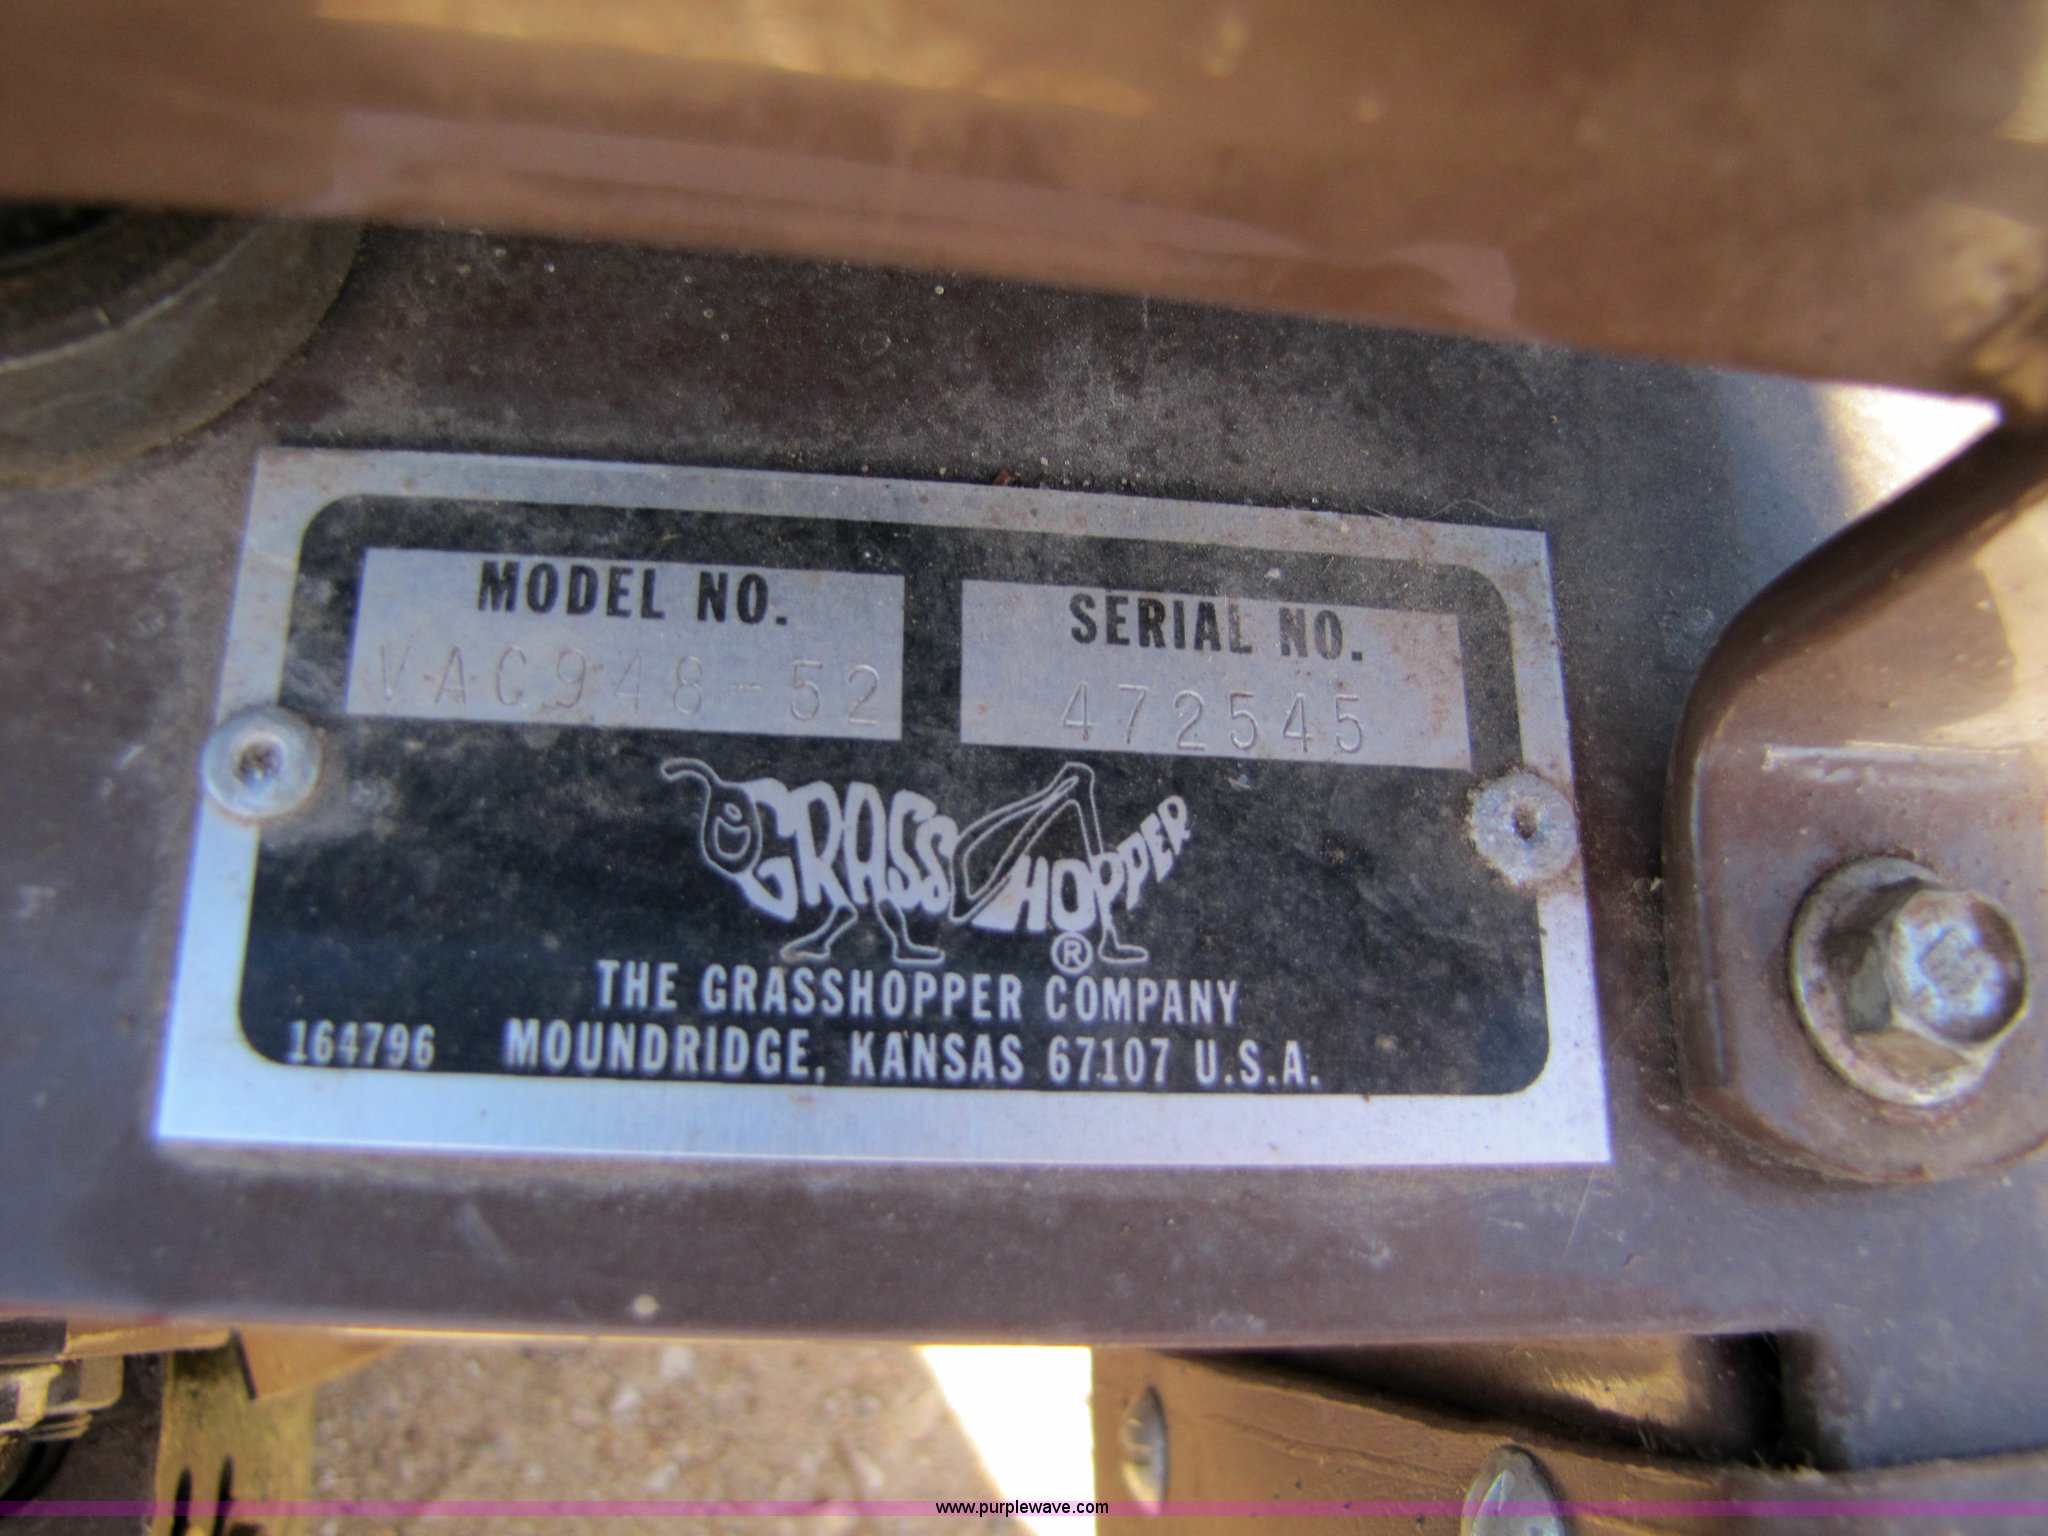 MODEL NO.
VAC948-52
SERIAL NO.
472545
GRASSHOPPER
®
THE GRASSHOPPER COMPANY
164796 MOUNDRIDGE, KANSAS 67107 U.S.A.
www.purplewave.com